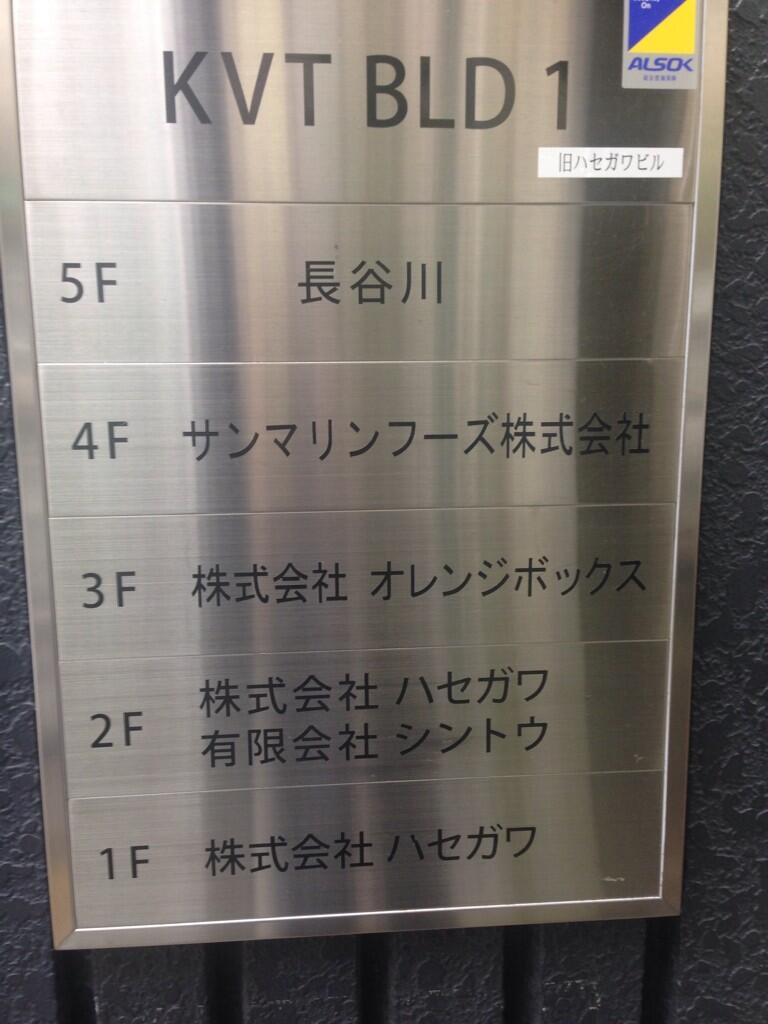 On
ALSOK
KVT BLD 1
旧ハセガワビル
5F 長谷川
4F サンマリンフーズ株式会社
3F 株式会社 オレンジボックス
2F 株式会社 ハセガワ
有限会社 シントウ
1F 株式会社 ハセガワ